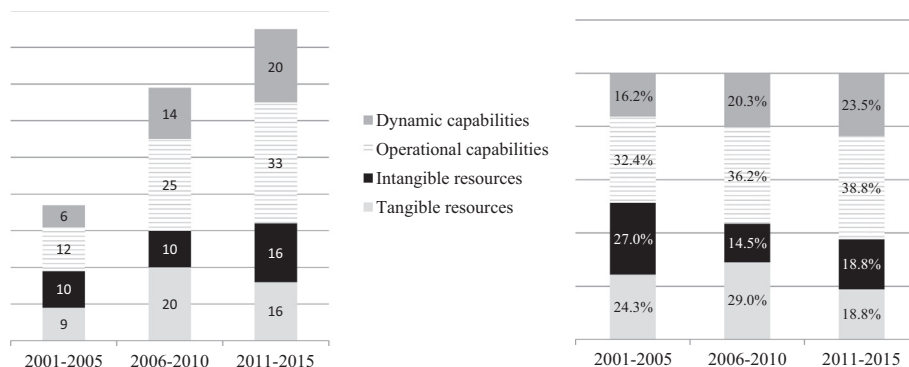 20
14
33
25
6
12
16
10
10
20
16
9
2001-2005 2006-2010 2011-2015
Dynamic capabilities
Operational capabilities
Intangible resources
Tangible resources
16.2% 20.3% 23.5%
32.4% 36.2% 38.8%
27.0% 14.5% 18.8%
24.3% 29.0% 18.8%
2001-2005 2006-2010 2011-2015